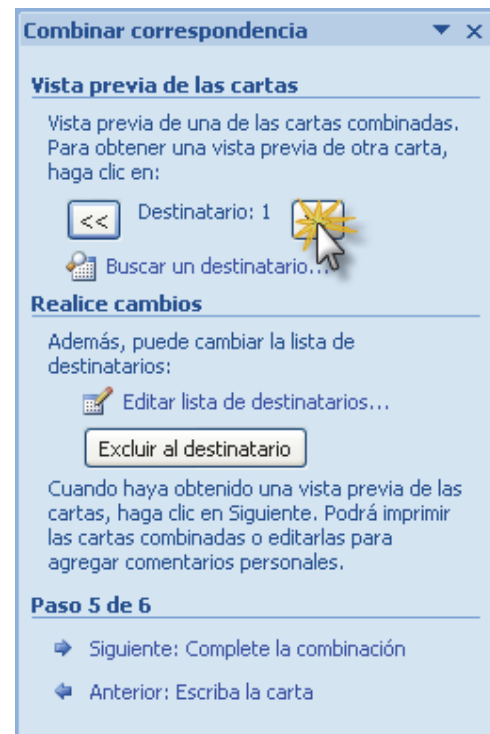 Combinar correspondencia
Vista previa de las cartas
Vista previa de una de las cartas combinadas.
Para obtener una vista previa de otra carta,
haga clic en:
<< Destinatario: 1
Buscar un destinatario...
Realice cambios
Además, puede cambiar la lista de
destinatarios:
Editar lista de destinatarios...
Excluir al destinatario
Cuando haya obtenido una vista previa de las
cartas, haga clic en Siguiente. Podrá imprimir
las cartas combinadas o editarlas para
agregar comentarios personales.
Paso 5 de 6
Siguiente: Complete la combinación
Anterior: Escriba la carta